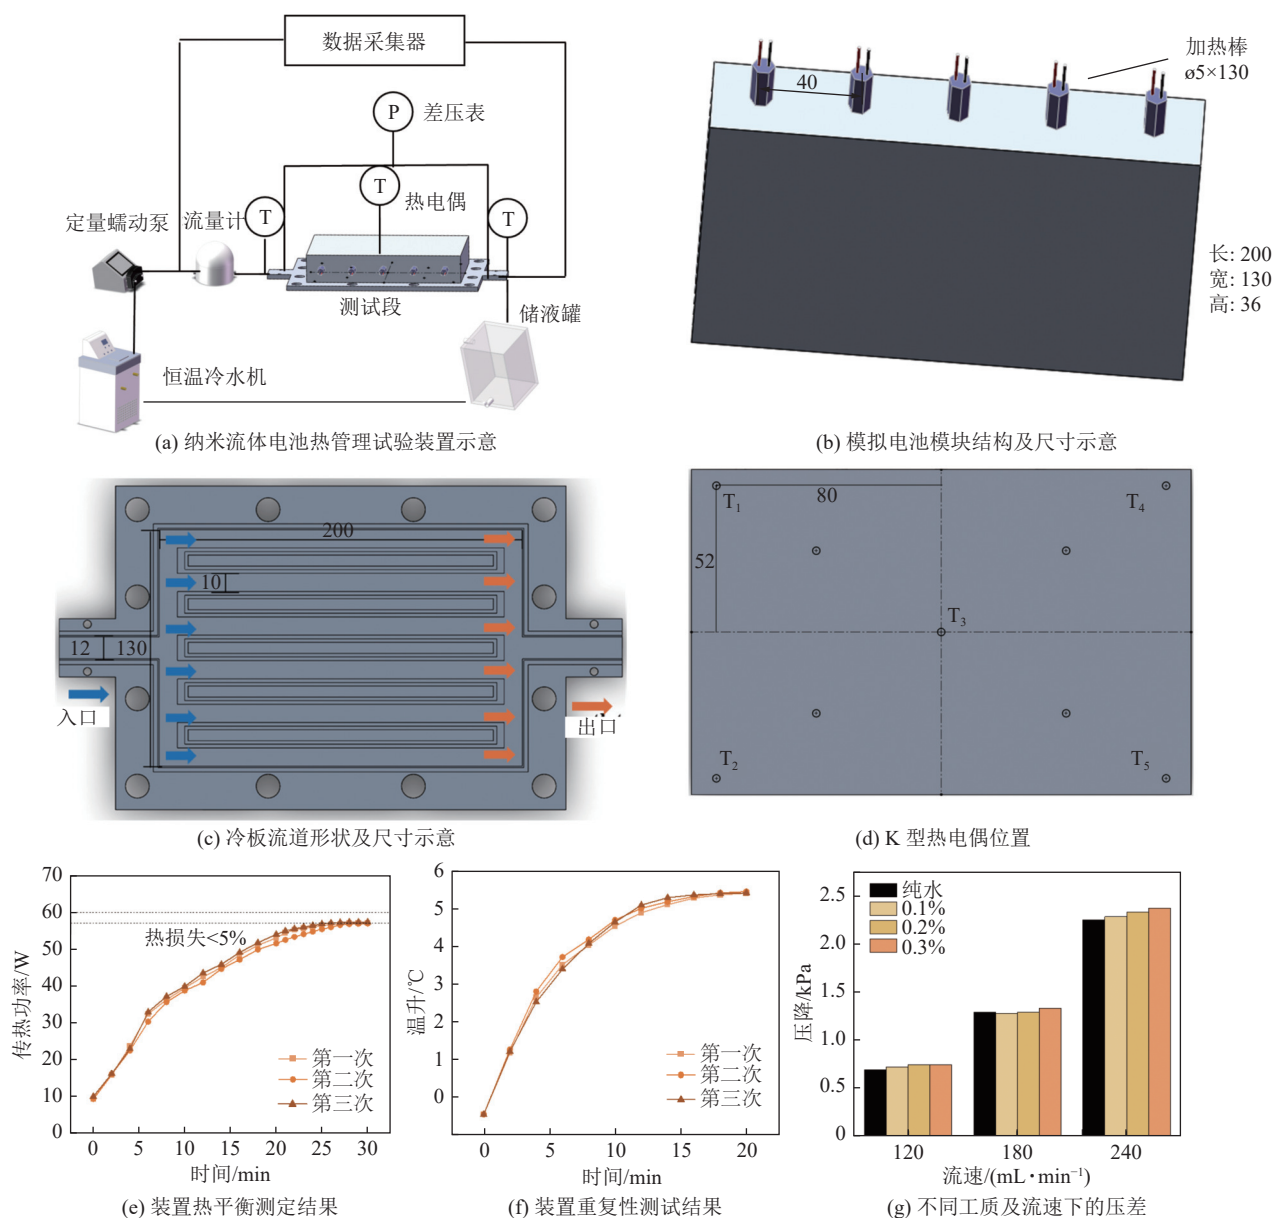 数据采集器
P
差压表
T
热电偶
T
T
定量蠕动泵
流量计
测试段
储液罐
恒温冷水机
(a) 纳米流体电池热管理试验装置示意
加热棒
ø5×130
40
长: 200
宽: 130
高: 36
(b) 模拟电池模块结构及尺寸示意
200
10
12
130
入口
出口
(c) 冷板流道形状及尺寸示意
T₁
80
T₄
52
T₃
T₂
T₅
(d) K 型热电偶位置
70
60
50
40
30
20
10
0
传热功率/W
热损失<5%
第一次
第二次
第三次
0 5 10 15 20 25 30
时间/min
(e) 装置热平衡测定结果
6
5
4
3
2
1
0
温升/℃
第一次
第二次
第三次
0 5 10 15 20
时间/min
(f) 装置重复性测试结果
2.5
2.0
1.5
1.0
0.5
0
压降/kPa
纯水
0.1%
0.2%
0.3%
120 180 240
流速/(mL·min⁻¹)
(g) 不同工质及流速下的压差